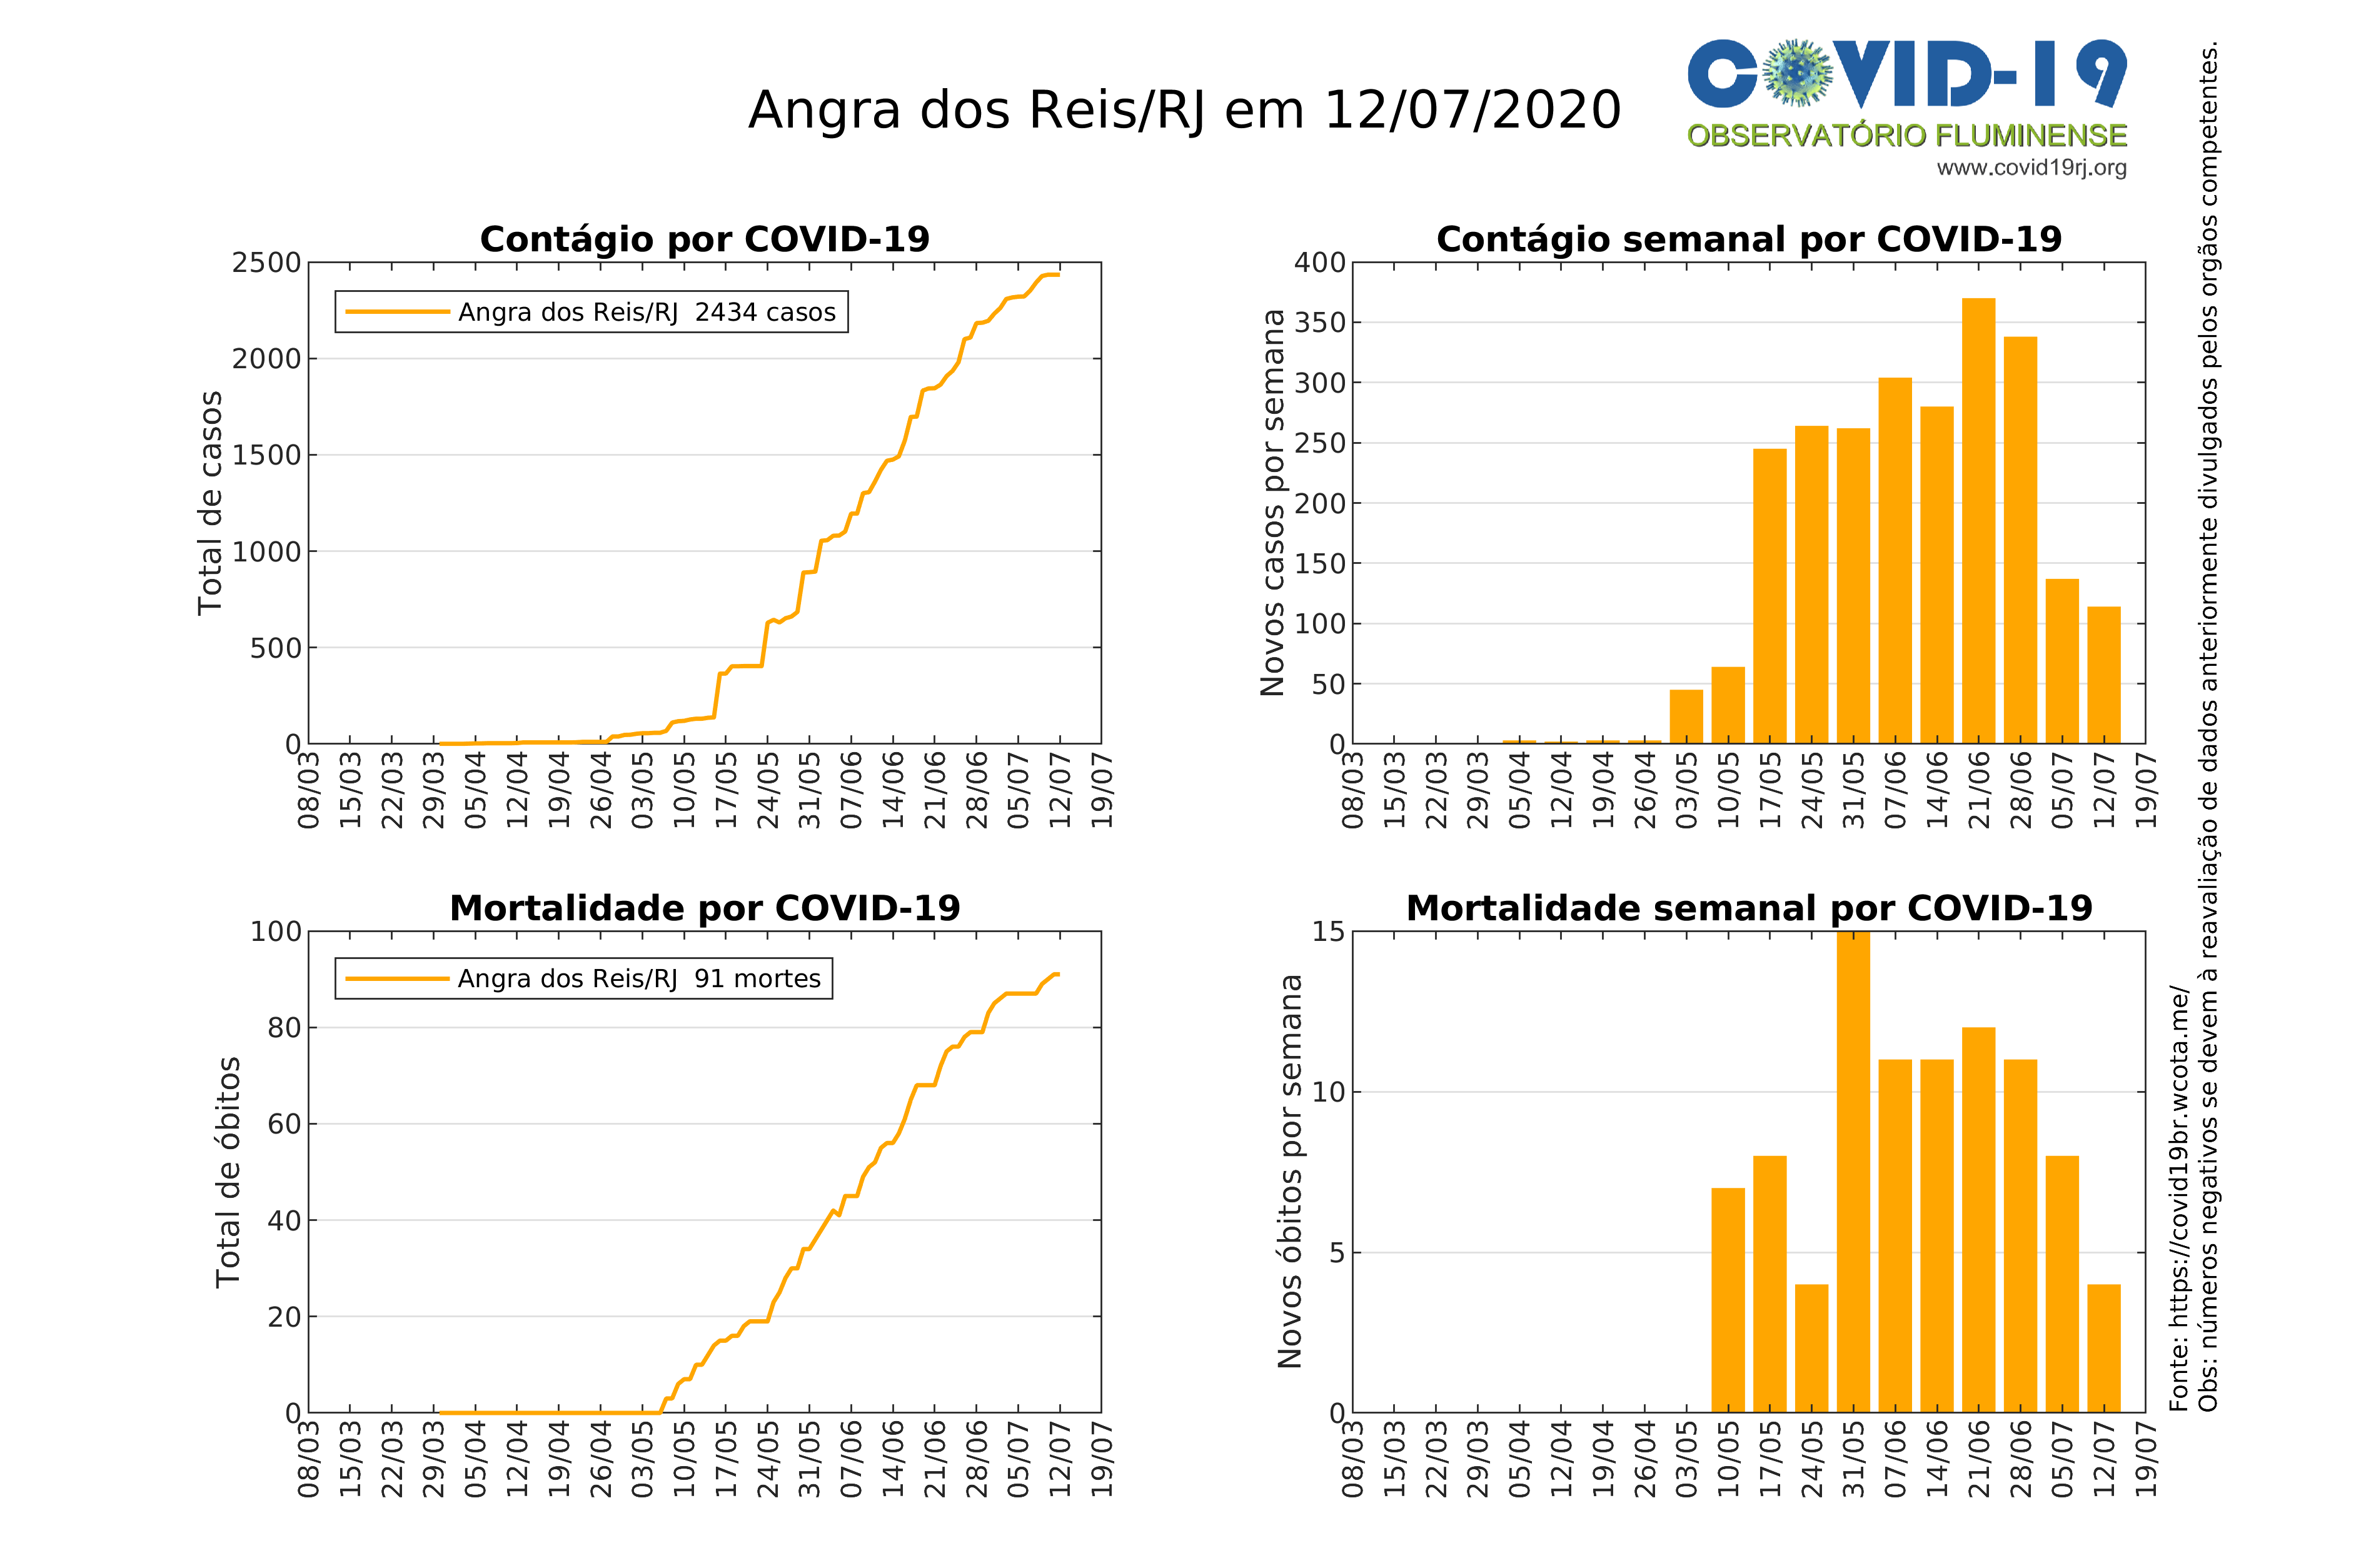 Angra dos Reis/RJ em 12/07/2020
COVID-19
OBSERVATÓRIO FLUMINENSE
www.covid19rj.org
Contágio por COVID-19
Total de casos
2500
2000
1500
1000
500
0
Angra dos Reis/RJ 2434 casos
08/03 15/03 22/03 29/03 05/04 12/04 19/04 26/04 03/05 10/05 17/05 24/05 31/05 07/06 14/06 21/06 28/06 05/07 12/07 19/07
Contágio semanal por COVID-19
Novos casos por semana
400
350
300
250
200
150
100
50
0
08/03 15/03 22/03 29/03 05/04 12/04 19/04 26/04 03/05 10/05 17/05 24/05 31/05 07/06 14/06 21/06 28/06 05/07 12/07 19/07
Mortalidade por COVID-19
Total de óbitos
100
80
60
40
20
0
Angra dos Reis/RJ 91 mortes
08/03 15/03 22/03 29/03 05/04 12/04 19/04 26/04 03/05 10/05 17/05 24/05 31/05 07/06 14/06 21/06 28/06 05/07 12/07 19/07
Mortalidade semanal por COVID-19
Novos óbitos por semana
15
10
5
0
08/03 15/03 22/03 29/03 05/04 12/04 19/04 26/04 03/05 10/05 17/05 24/05 31/05 07/06 14/06 21/06 28/06 05/07 12/07 19/07
Fonte: https://covid19br.wcota.me/
Obs: números negativos se devem à reavaliação de dados anteriormente divulgados pelos orgãos competentes.